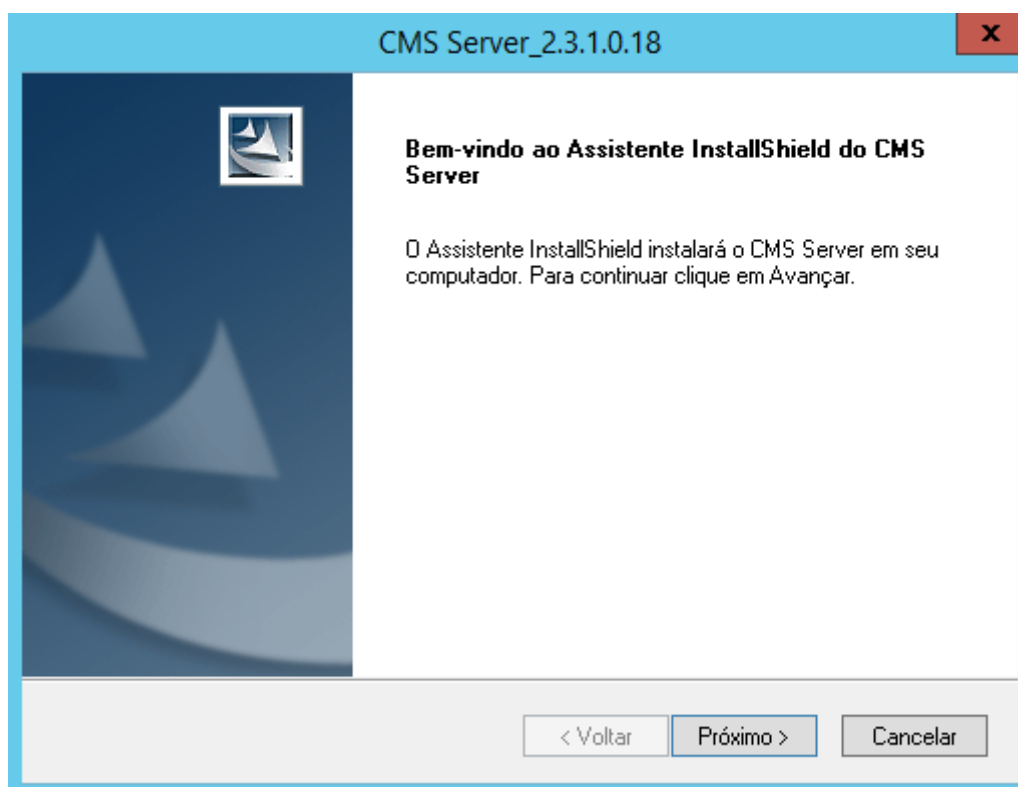 CMS Server_2.3.1.0.18
x
Bem-vindo ao Assistente InstallShield do CMS
Server
O Assistente InstallShield instalará o CMS Server em seu
computador. Para continuar clique em Avançar.
< Voltar
Próximo >
Cancelar